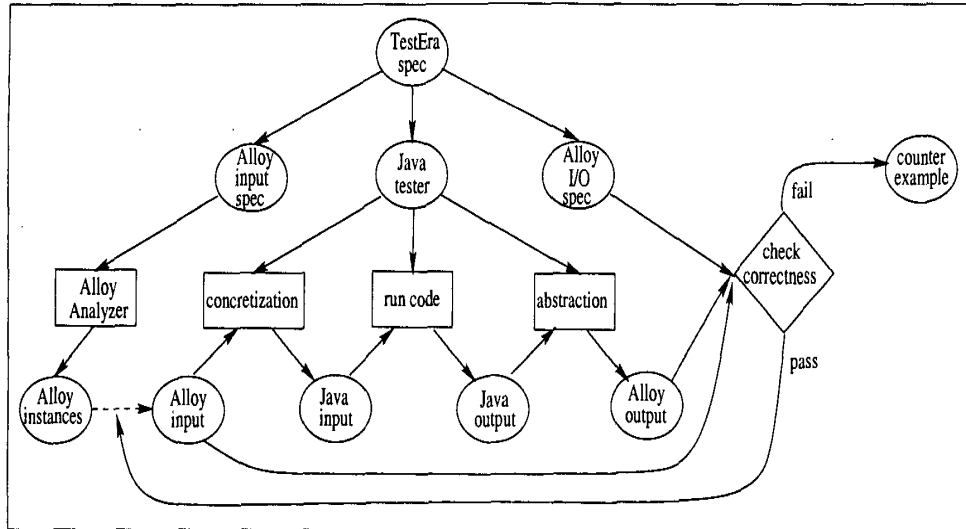 TestEra
spec
Alloy
input
spec
Java
tester
Alloy
I/O
spec
counter
example
fail
check
correctness
Alloy
Analyzer
concretization
run code
abstraction
pass
Alloy
instances
Alloy
input
Java
input
Java
output
Alloy
output